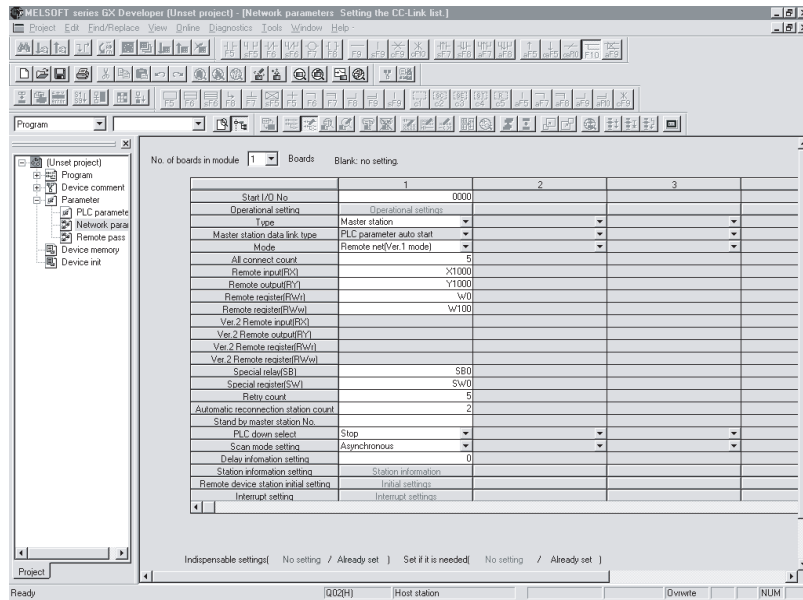 MELSOFT series GX Developer (Unset project) - [Network parameters Setting the CC-Link list.]
Project Edit Find/Replace View Online Diagnostics Tools Window Help
Program
No. of boards in module 1 Boards Blank: no setting.
(Unset project)
Program
Device comment
Parameter
PLC paramete
Network parar
Remote pass
Device memory
Device init
1 2 3
Start I/O No 0000
Operational setting Operational settings
Type Master station
Master station data link type PLC parameter auto start
Mode Remote net(Ver.1 mode)
All connect count 5
Remote input(RX) X1000
Remote output(RY) Y1000
Remote register(RWr) W0
Remote register(RWw) W100
Ver.2 Remote input(RX)
Ver.2 Remote output(RY)
Ver.2 Remote register(RWr)
Ver.2 Remote register(RWw)
Special relay(SB) SB0
Special register(SW) SW0
Retry count 5
Automatic reconnection station count 2
Stand by master station No.
PLC down select Stop
Scan mode setting Asynchronous
Delay infomation setting 0
Station information setting Station information
Remote device station initial setting Initial settings
Interrupt setting Interrupt settings
Indispensable settings( No setting / Already set ) Set if it is needed( No setting / Already set )
Project
Ready Q02(H) Host station Ovrwrte NUM